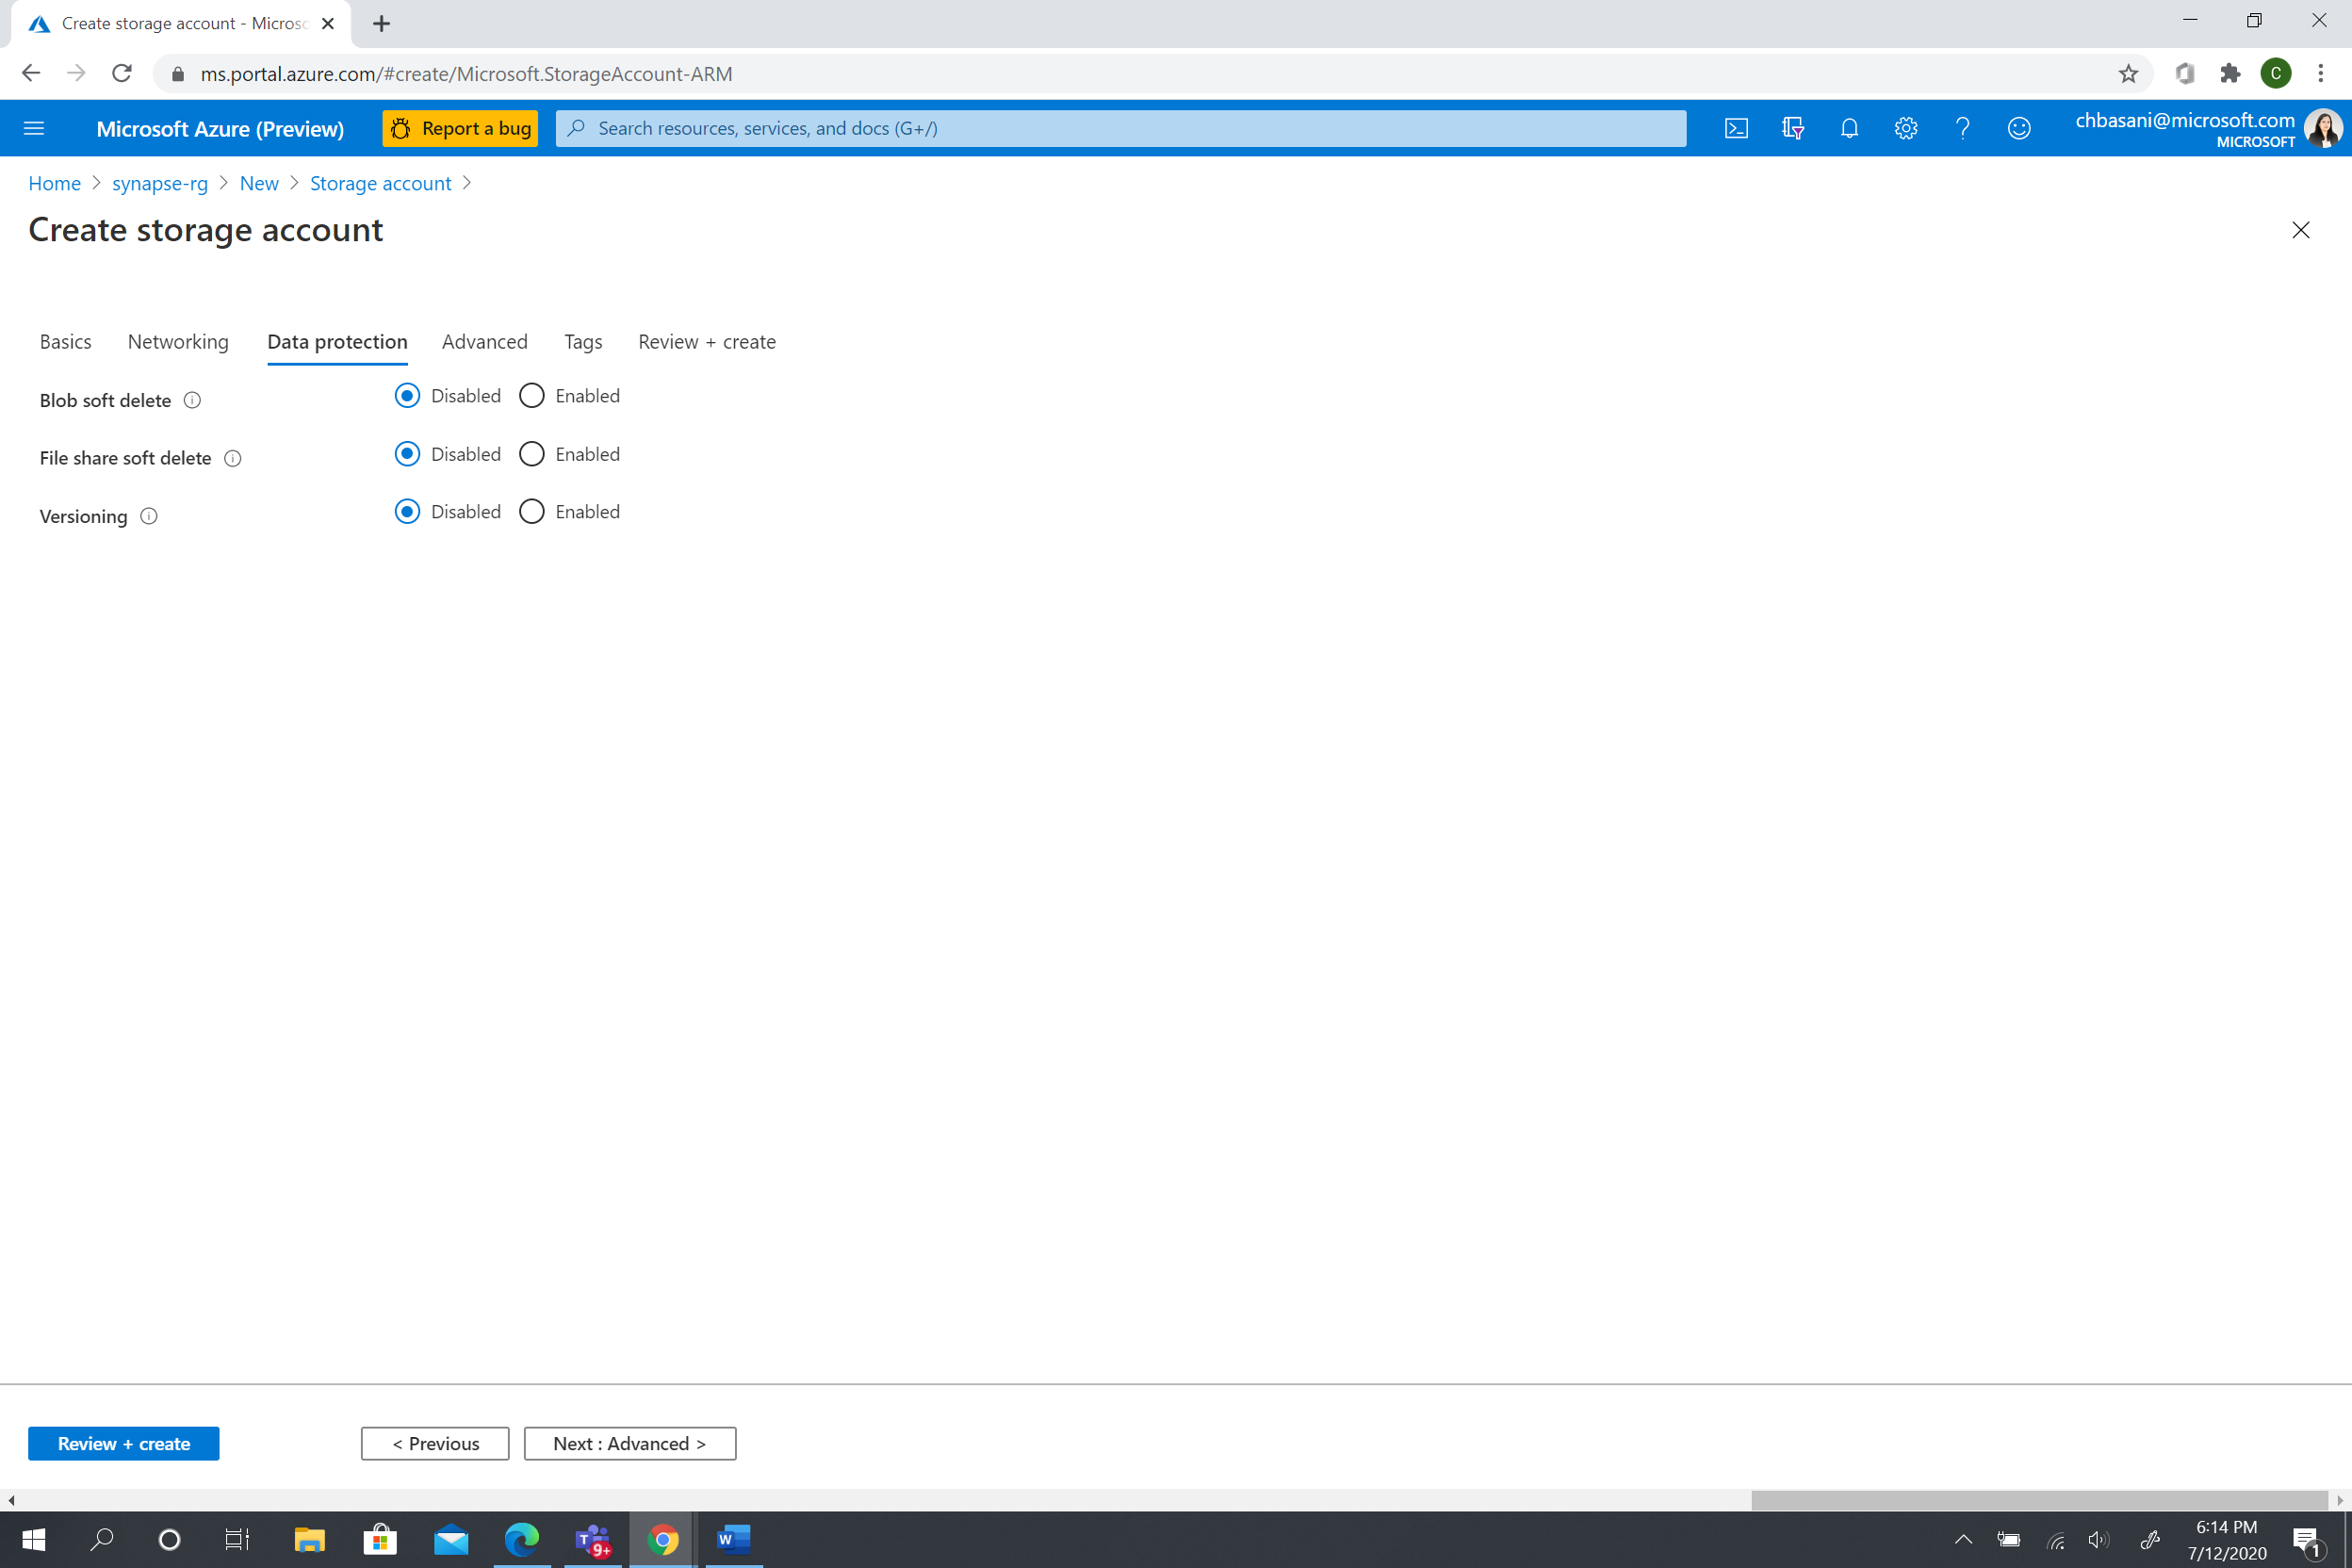 Create storage account - Micros
ms.portal.azure.com/#create/Microsoft.StorageAccount-ARM
C
Microsoft Azure (Preview)
Report a bug
Search resources, services, and docs (G+/)
chbasani@microsoft.com
MICROSOFT
Home > synapse-rg > New > Storage account >
Create storage account
Basics Networking Data protection Advanced Tags Review + create
Blob soft delete Disabled Enabled
File share soft delete Disabled Enabled
Versioning Disabled Enabled
Review + create < Previous Next : Advanced >
T 9+ W
6:14 PM
7/12/2020
1